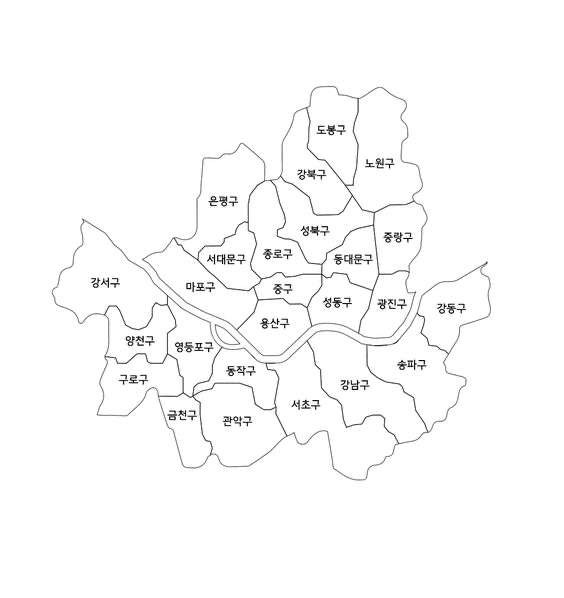 도봉구
노원구
강북구
은평구
성북구
중랑구
서대문구
종로구
동대문구
강서구
마포구
중구
성동구
광진구
강동구
용산구
양천구
영등포구
동작구
송파구
구로구
강남구
서초구
금천구
관악구